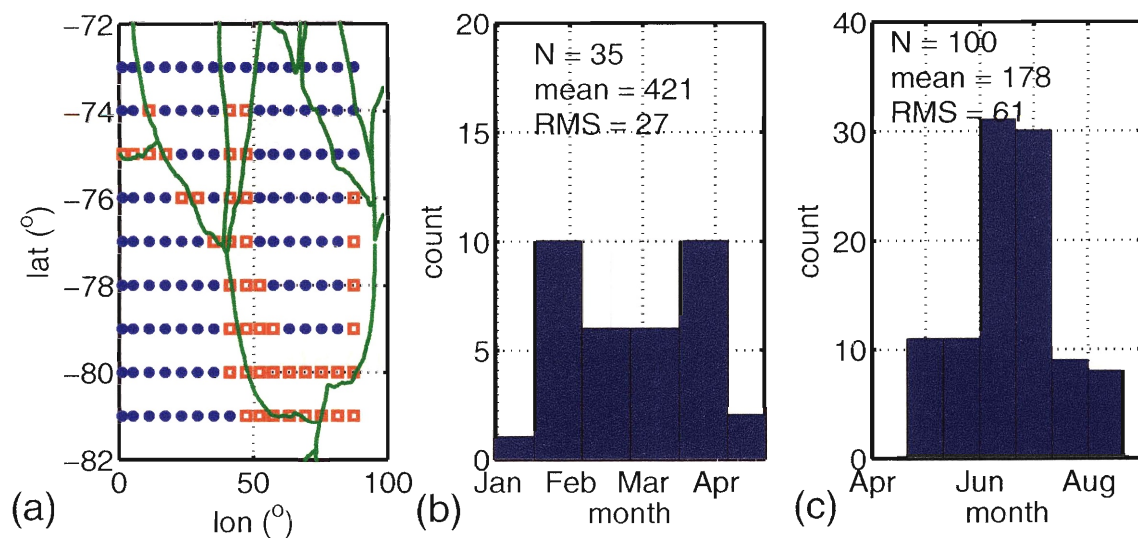 −72
−74
−76
−78
−80
−82
lat (°)
0
50
100
lon (°)
(a)
20
15
10
5
0
count
N = 35
mean = 421
RMS = 27
Jan
Feb
Mar
Apr
month
(b)
40
30
20
10
0
count
N = 100
mean = 178
RMS = 61
Apr
Jun
Aug
month
(c)